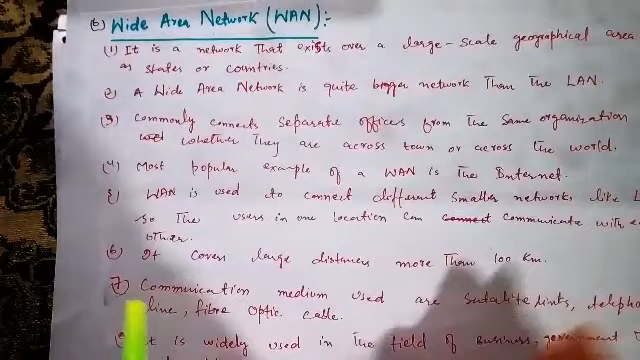 (5) Wide Area Network (WAN):-
(1) It is a network that exists over a large-scale geographical area
as states or countries.
(2) A Wide Area Network is quite bigger network Than The LAN.
(3) Commonly connects separate offices from The same organization
whether They are across town or across the world.
(4) Most popular example of a WAN is The Internet.
5) WAN is used to connect different smaller networks like L
so The users in one location can communicate with
other.
(6) It covers large distances more Than 100 Km.
(7) Communication medium used are Satalite links, teleph
line, fibre optic cable.
It is widely used in the field of Business, government